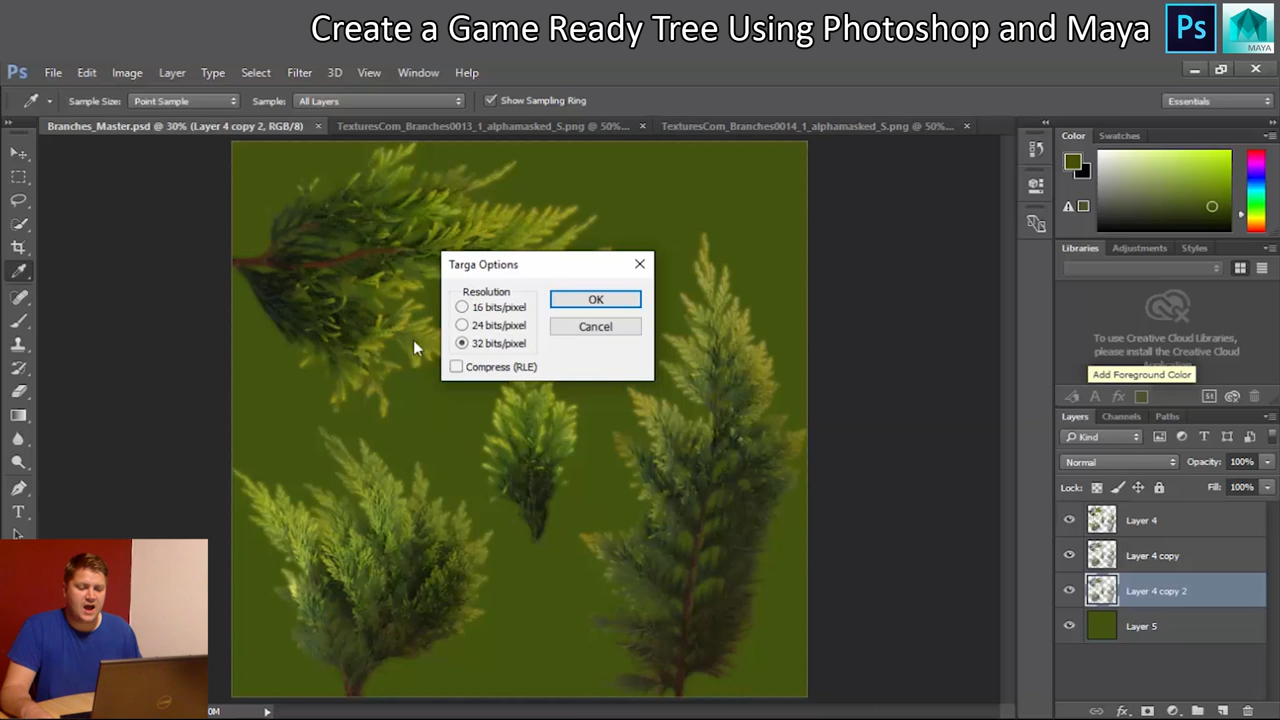 Create a Game Ready Tree Using Photoshop and Maya
Ps
MAYA
Ps File Edit Image Layer Type Select Filter 3D View Window Help
Sample Size: Point Sample Sample: All Layers Show Sampling Ring Essentials
Branches_Master.psd @ 30% (Layer 4 copy 2, RGB/8) × TexturesCom_Branches0013_1_alphamasked_S.png @ 50%... × TexturesCom_Branches0014_1_alphamasked_S.png @ 50%... ×
Color Swatches
Libraries Adjustments Styles
To use Creative Cloud Libraries,
please install the Creative Cloud
Application
Add Foreground Color
Targa Options
Resolution
16 bits/pixel
24 bits/pixel
32 bits/pixel
Compress (RLE)
OK
Cancel
Layers Channels Paths
Kind
Normal Opacity: 100%
Lock: Fill: 100%
Layer 4
Layer 4 copy
Layer 4 copy 2
Layer 5